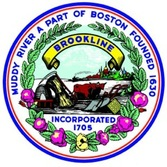 MUDDY RIVER A PART OF BOSTON FOUNDED 1630
BROOKLINE
INCORPORATED
1705